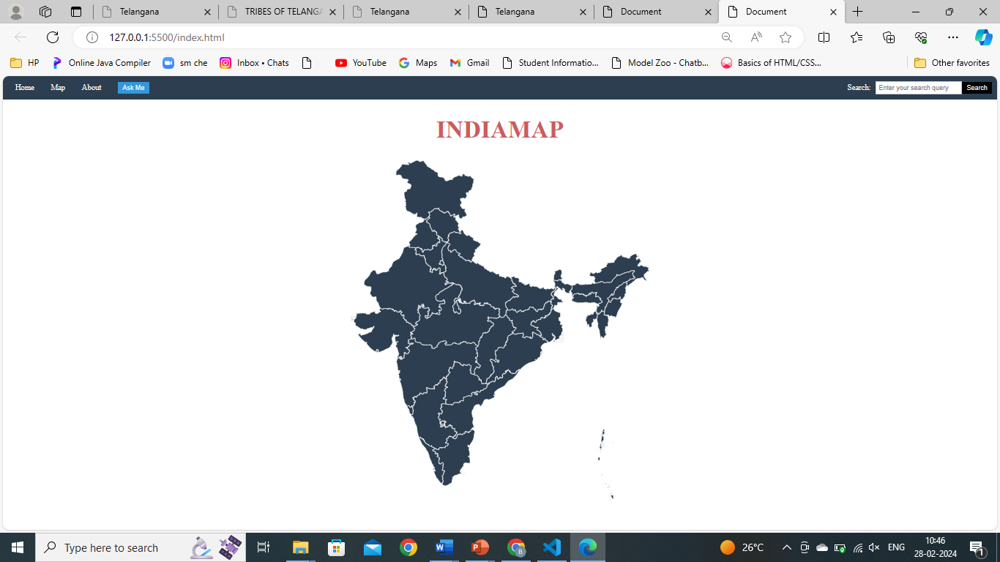 Telangana
TRIBES OF TELANGA
Telangana
Telangana
Document
Document
127.0.0.1:5500/index.html
HP
Online Java Compiler
sm che
Inbox • Chats
YouTube
Maps
Gmail
Student Informatio...
Model Zoo - Chatb...
Basics of HTML/CSS...
Other favorites
Home
Map
About
Ask Me
Search:
Enter your search query
Search
INDIAMAP
Type here to search
26°C
ENG
10:46
28-02-2024
1